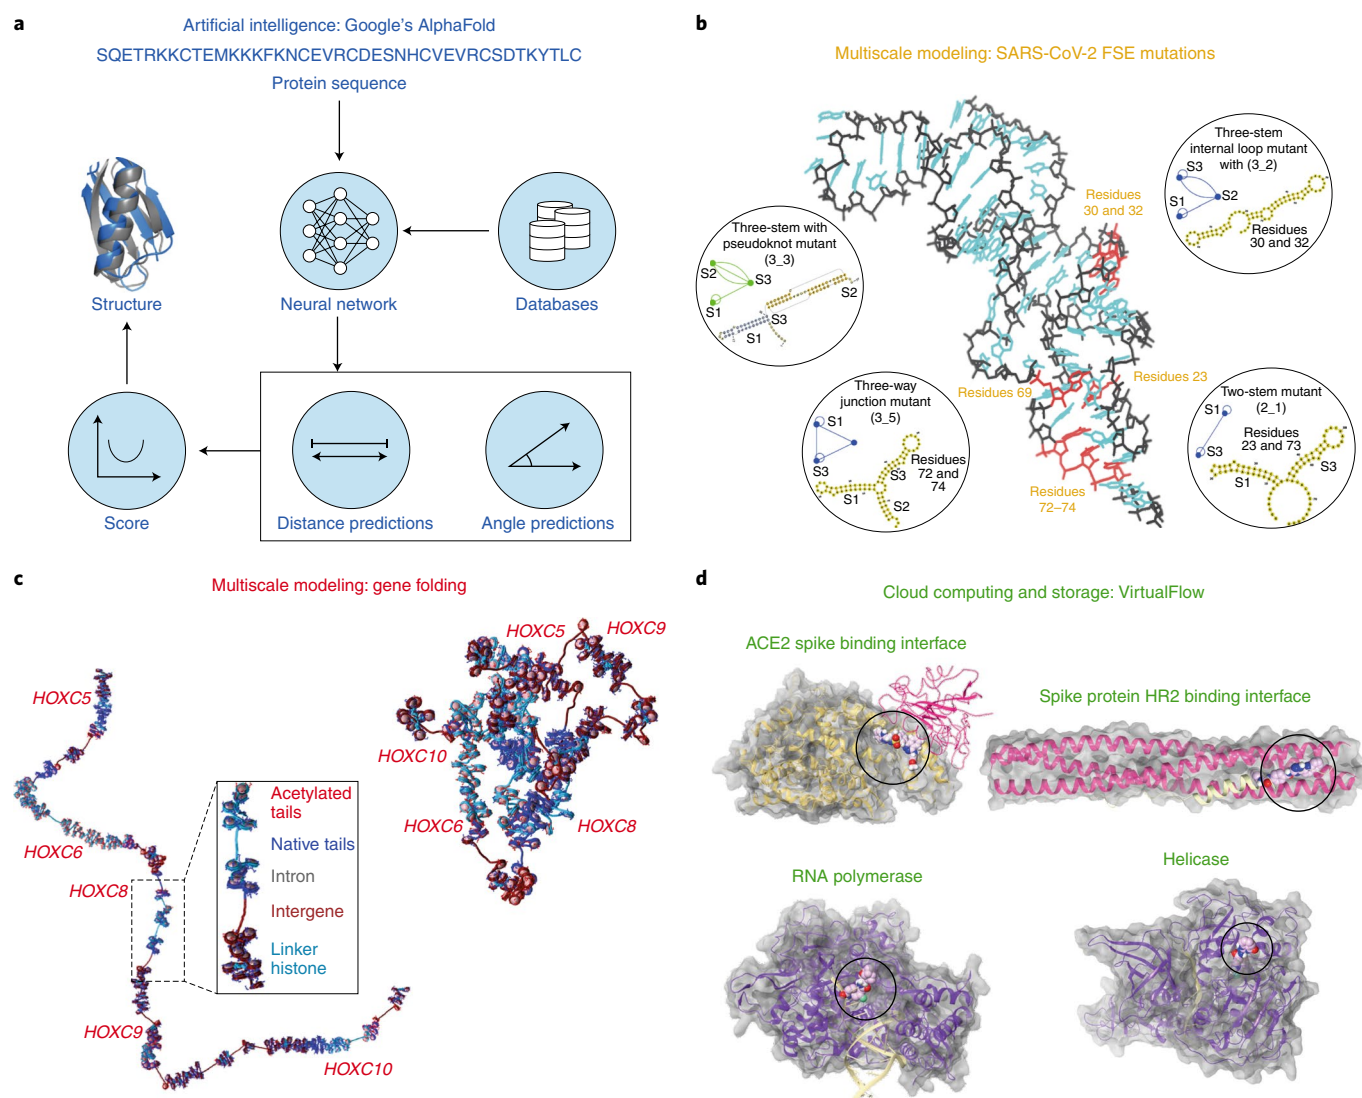 a
Artificial intelligence: Google's AlphaFold
SQETRKKCTEMKKKFKNCEVRCDESNHCVEVRCSDTKYTLC
Protein sequence
Structure
Neural network
Databases
Score
Distance predictions
Angle predictions
b
Multiscale modeling: SARS-CoV-2 FSE mutations
Three-stem
internal loop mutant
with (3_2)
S3
S2
S1
Residues
30 and 32
Residues
30 and 32
Three-stem with
pseudoknot mutant
(3_3)
S2
S3
S1
S2
S3
S1
Residues 69
Residues 23
Three-way
junction mutant
(3_5)
S1
S3
Residues
72 and
74
S3
S1
S2
Residues
72–74
Two-stem mutant
(2_1)
S1
Residues
23 and 73
S3
S3
S1
c
Multiscale modeling: gene folding
HOXC5
HOXC6
HOXC8
HOXC9
HOXC10
Acetylated
tails
Native tails
Intron
Intergene
Linker
histone
HOXC5
HOXC9
HOXC10
HOXC6
HOXC8
d
Cloud computing and storage: VirtualFlow
ACE2 spike binding interface
Spike protein HR2 binding interface
RNA polymerase
Helicase